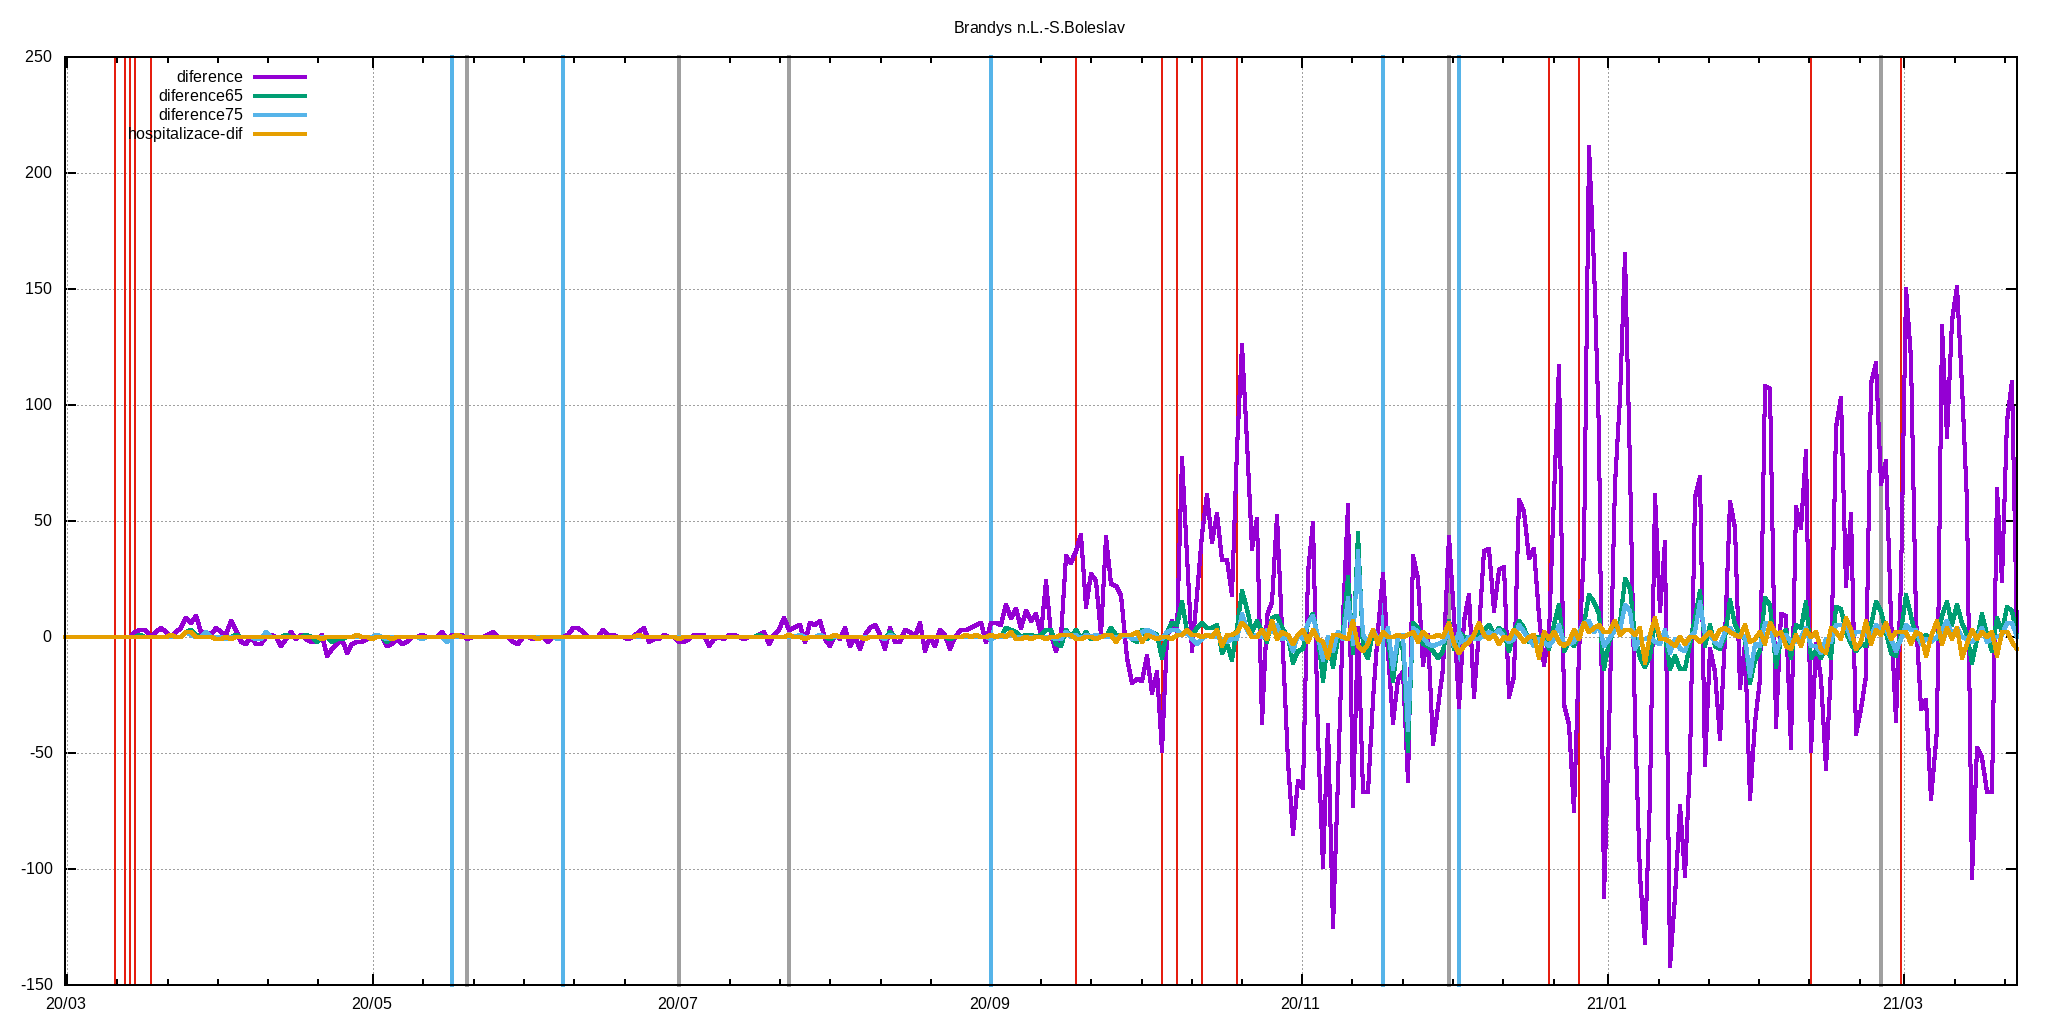 Brandys n.L.-S.Boleslav
250
200
150
100
50
0
-50
-100
-150
diference
diference65
diference75
hospitalizace-dif
20/03 20/05 20/07 20/09 20/11 21/01 21/03